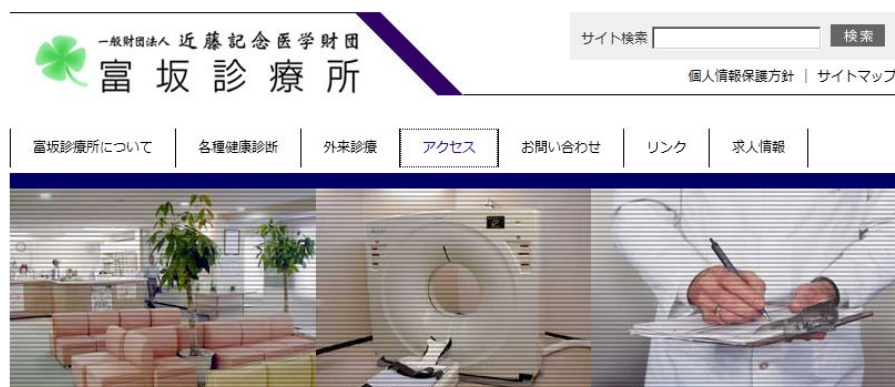 一般財団法人 近藤記念医学財団
富坂診療所
サイト検索 検索
個人情報保護方針 | サイトマップ
富坂診療所について 各種健康診断 外来診療 アクセス お問い合わせ リンク 求人情報